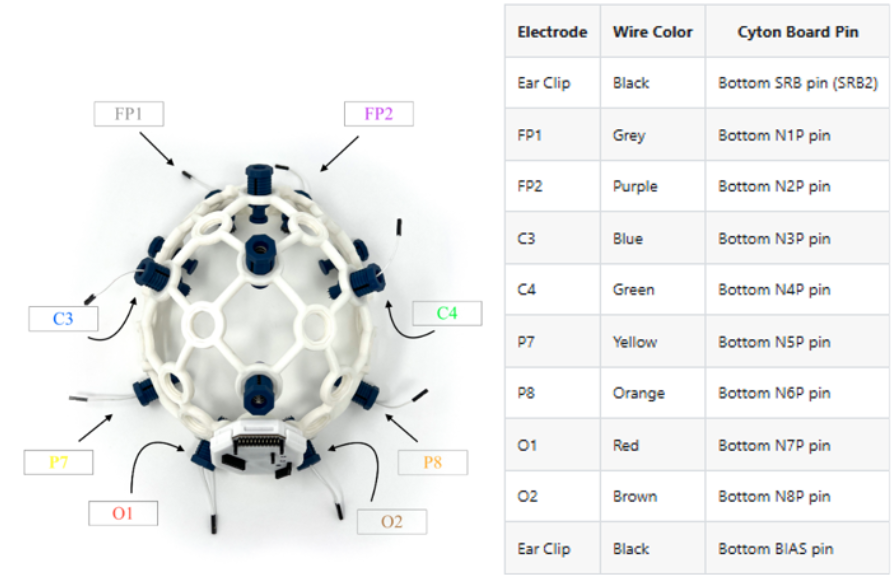 FP1
FP2
C3
C4
P7
P8
O1
O2
Electrode Wire Color Cyton Board Pin
Ear Clip Black Bottom SRB pin (SRB2)
FP1 Grey Bottom N1P pin
FP2 Purple Bottom N2P pin
C3 Blue Bottom N3P pin
C4 Green Bottom N4P pin
P7 Yellow Bottom N5P pin
P8 Orange Bottom N6P pin
O1 Red Bottom N7P pin
O2 Brown Bottom N8P pin
Ear Clip Black Bottom BIAS pin